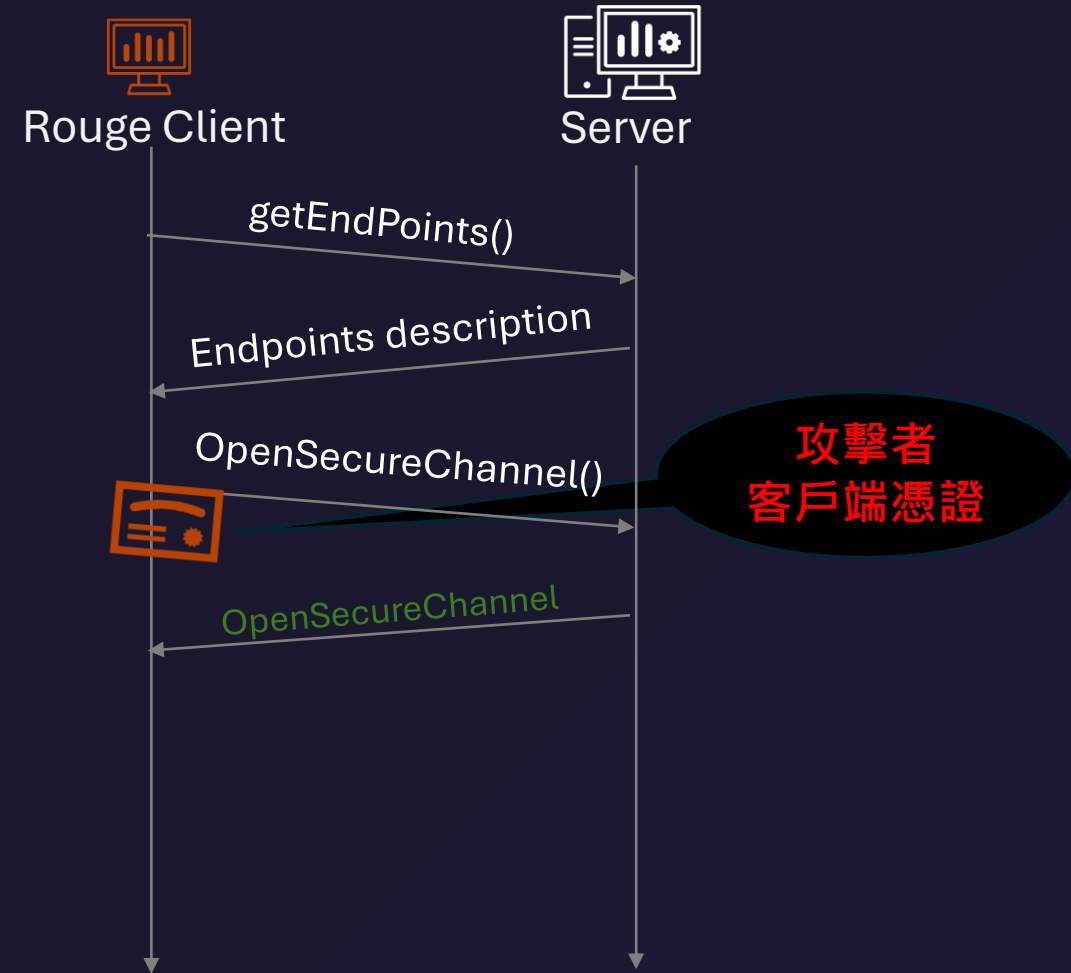 Rouge Client
Server
getEndPoints()
Endpoints description
OpenSecureChannel()
攻擊者
客戶端憑證
OpenSecureChannel